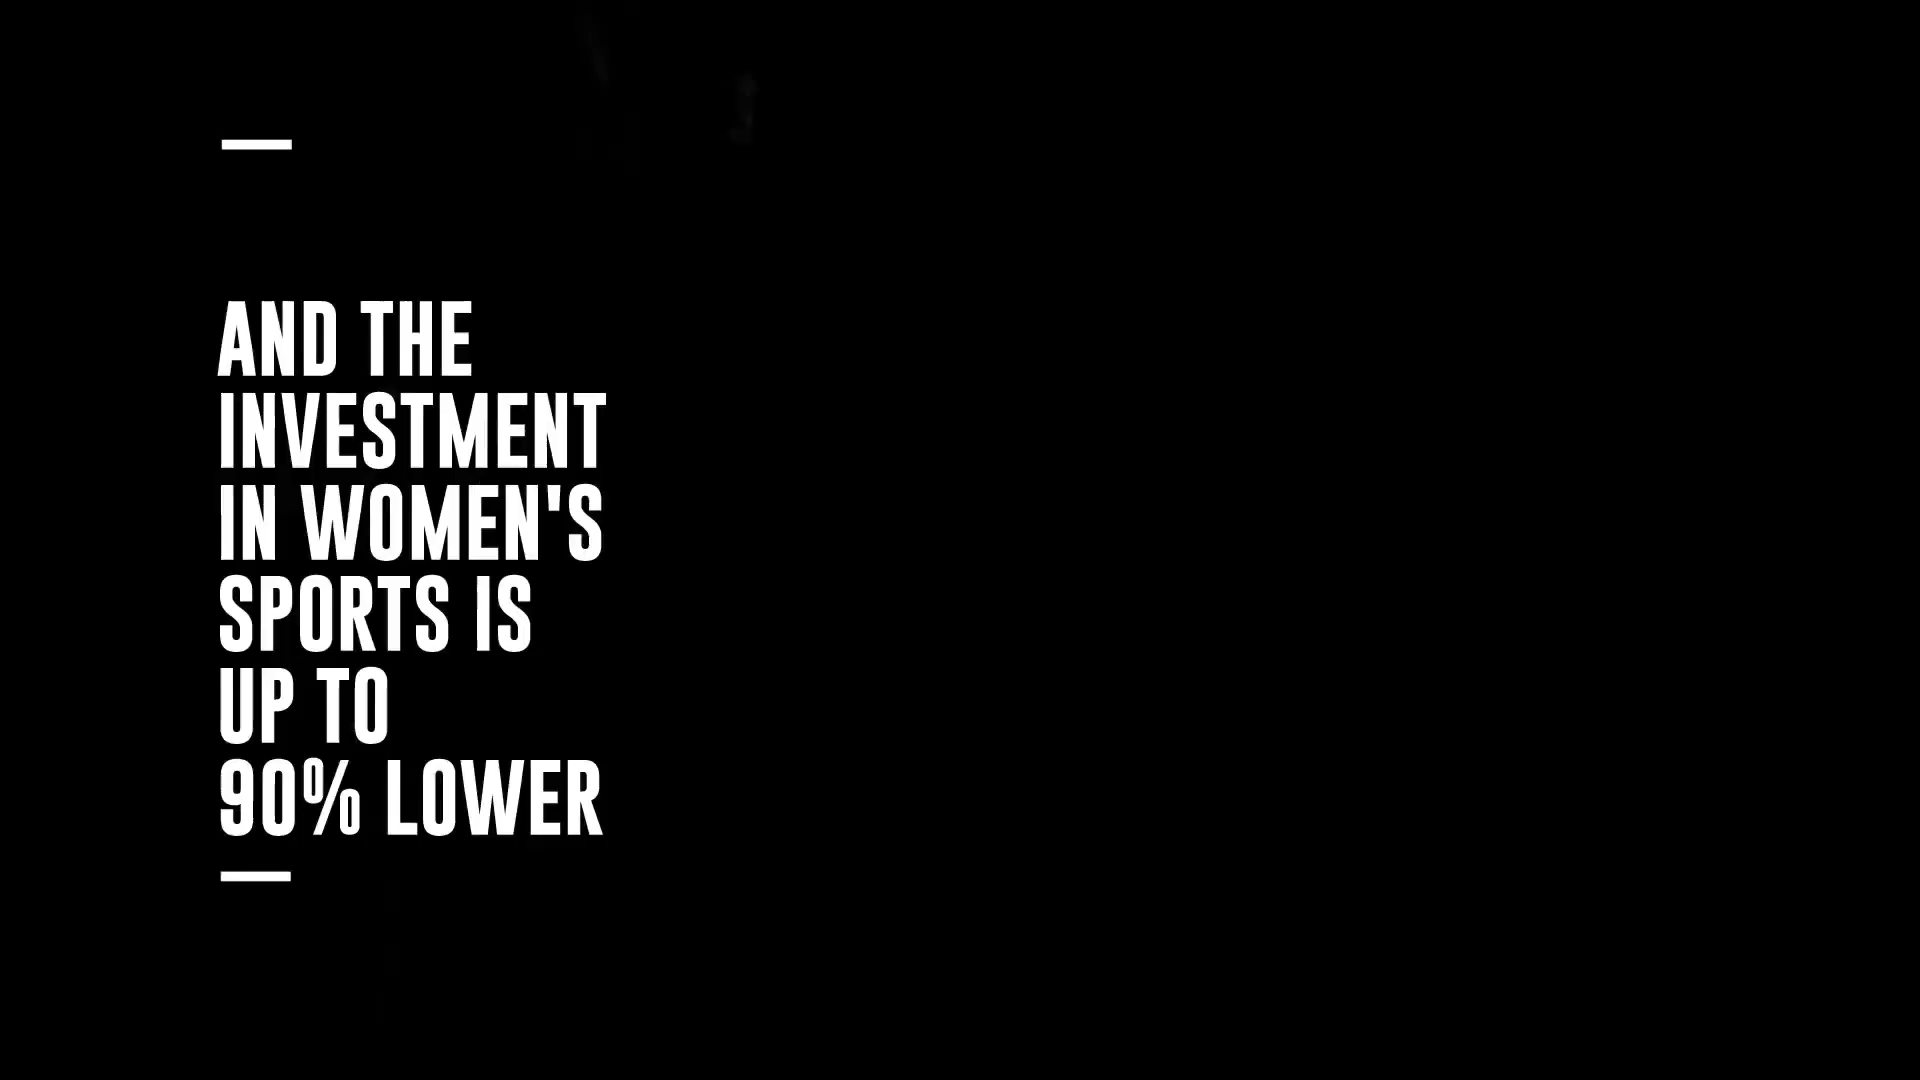 AND THE
INVESTMENT
IN WOMEN'S
SPORTS IS
UP TO
90% LOWER